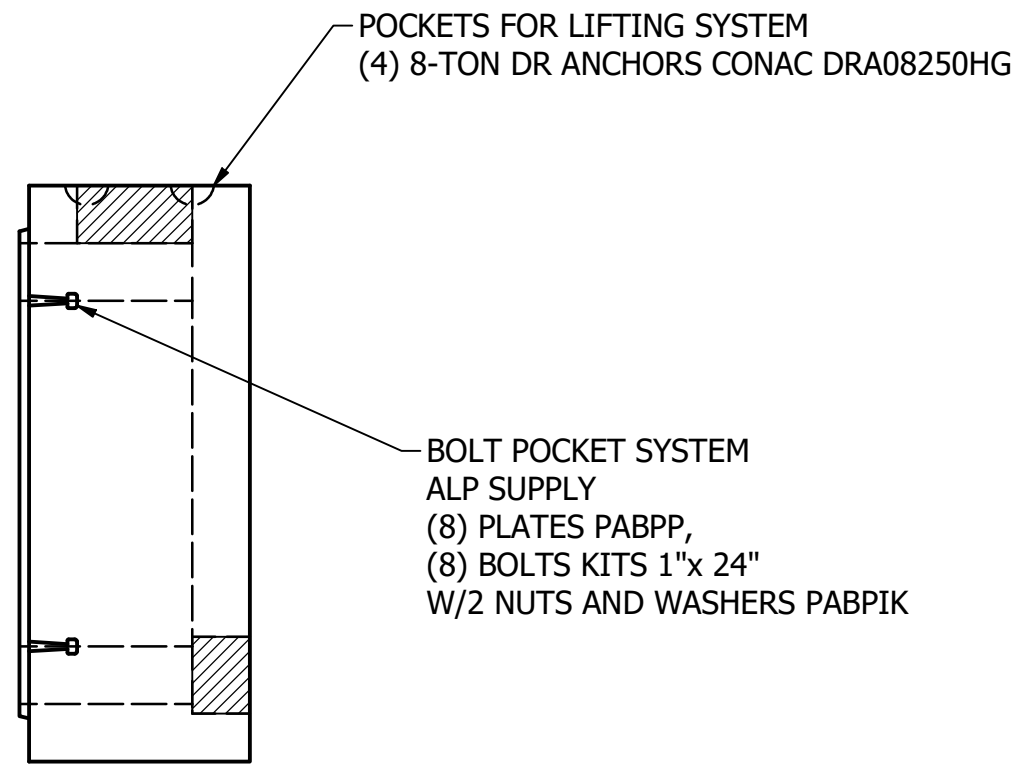 POCKETS FOR LIFTING SYSTEM
(4) 8-TON DR ANCHORS CONAC DRA08250HG
BOLT POCKET SYSTEM
ALP SUPPLY
(8) PLATES PABPP,
(8) BOLTS KITS 1"x 24"
W/2 NUTS AND WASHERS PABPIK